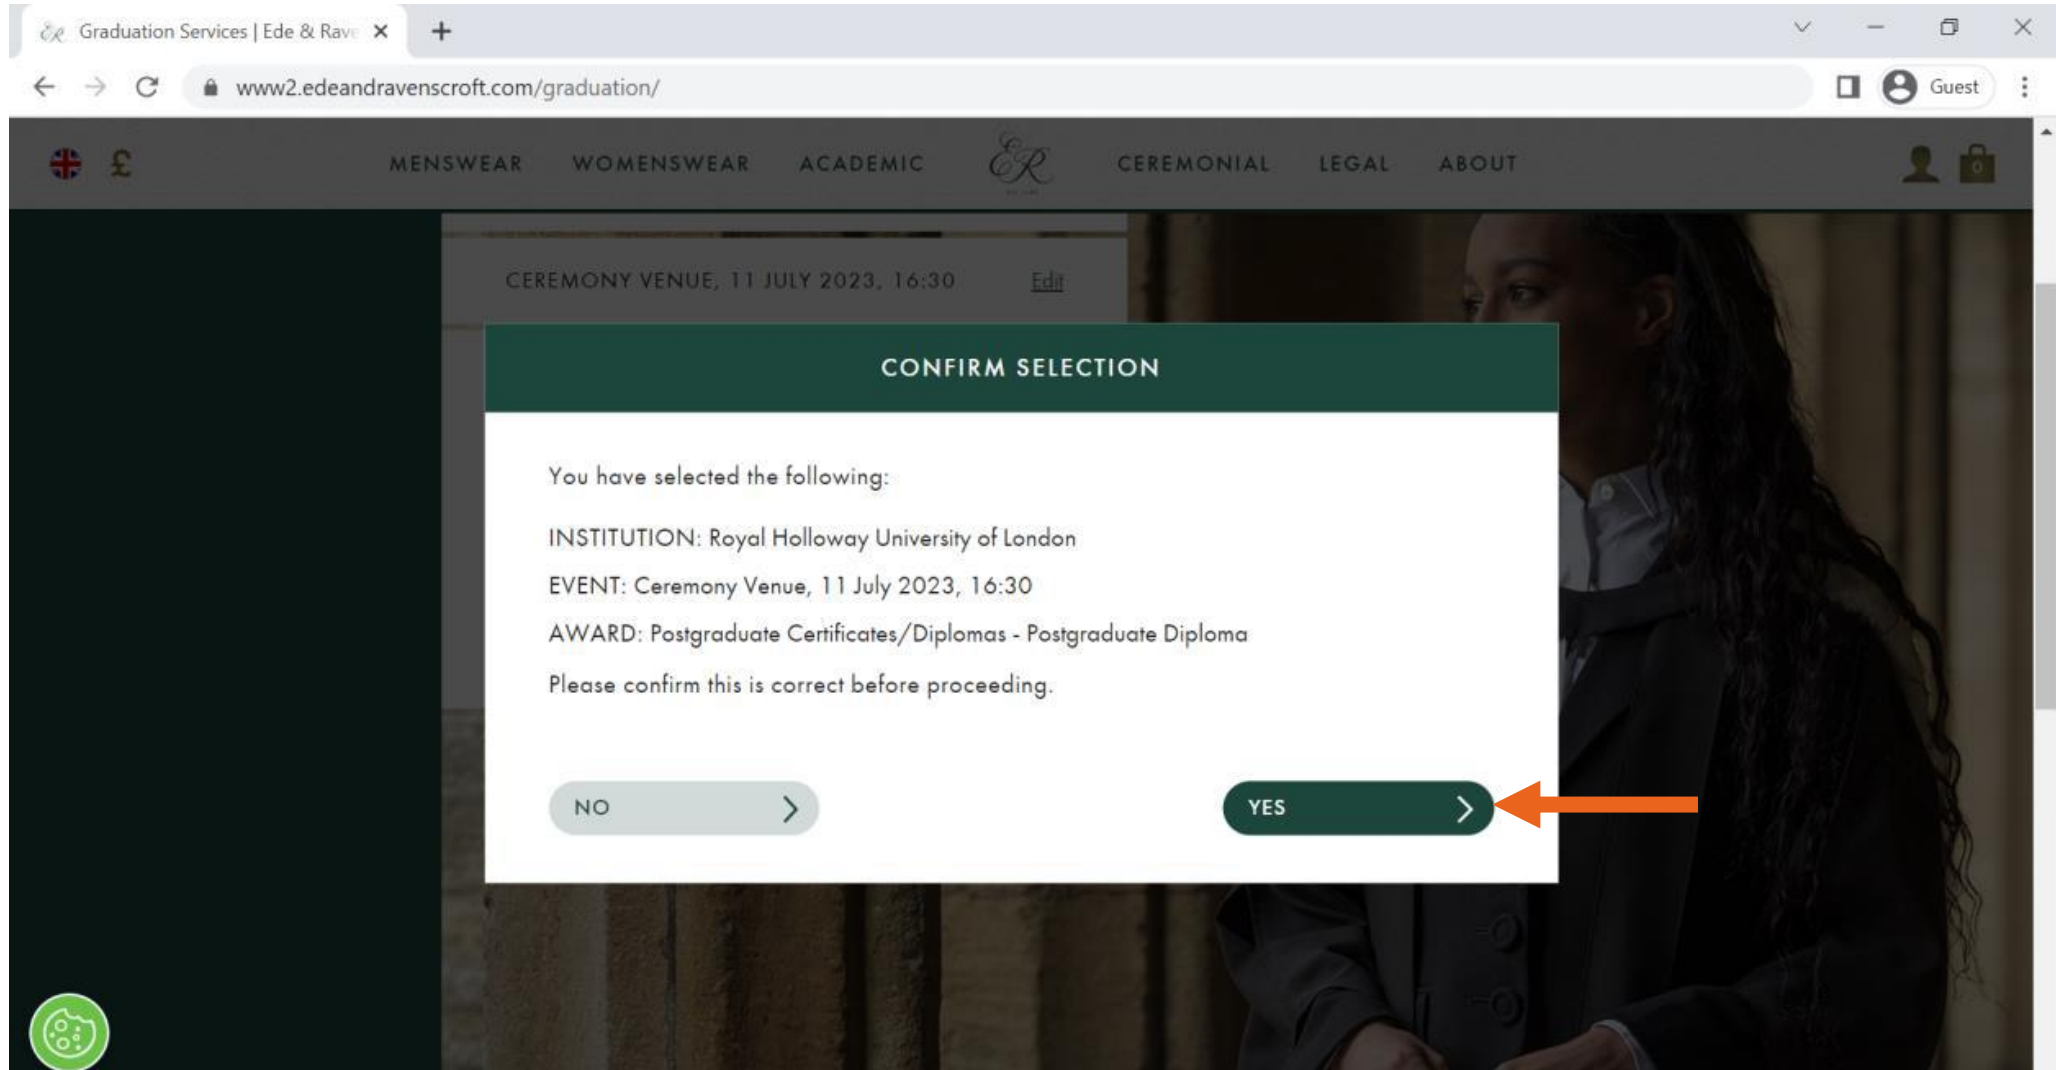 Graduation Services | Ede & Rave
www2.edeandravenscroft.com/graduation/
Guest
£ MENSWEAR WOMENSWEAR ACADEMIC ER CEREMONIAL LEGAL ABOUT 0
CEREMONY VENUE, 11 JULY 2023, 16:30 Edit
CONFIRM SELECTION
You have selected the following:
INSTITUTION: Royal Holloway University of London
EVENT: Ceremony Venue, 11 July 2023, 16:30
AWARD: Postgraduate Certificates/Diplomas - Postgraduate Diploma
Please confirm this is correct before proceeding.
NO
YES